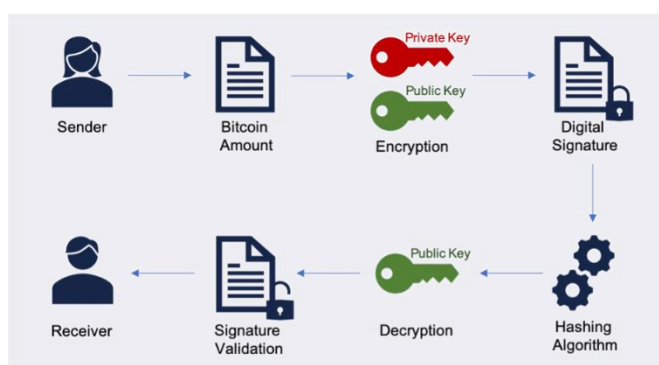 Private Key
Public Key
Sender
Bitcoin
Amount
Encryption
Digital
Signature
Public Key
Receiver
Signature
Validation
Decryption
Hashing
Algorithm